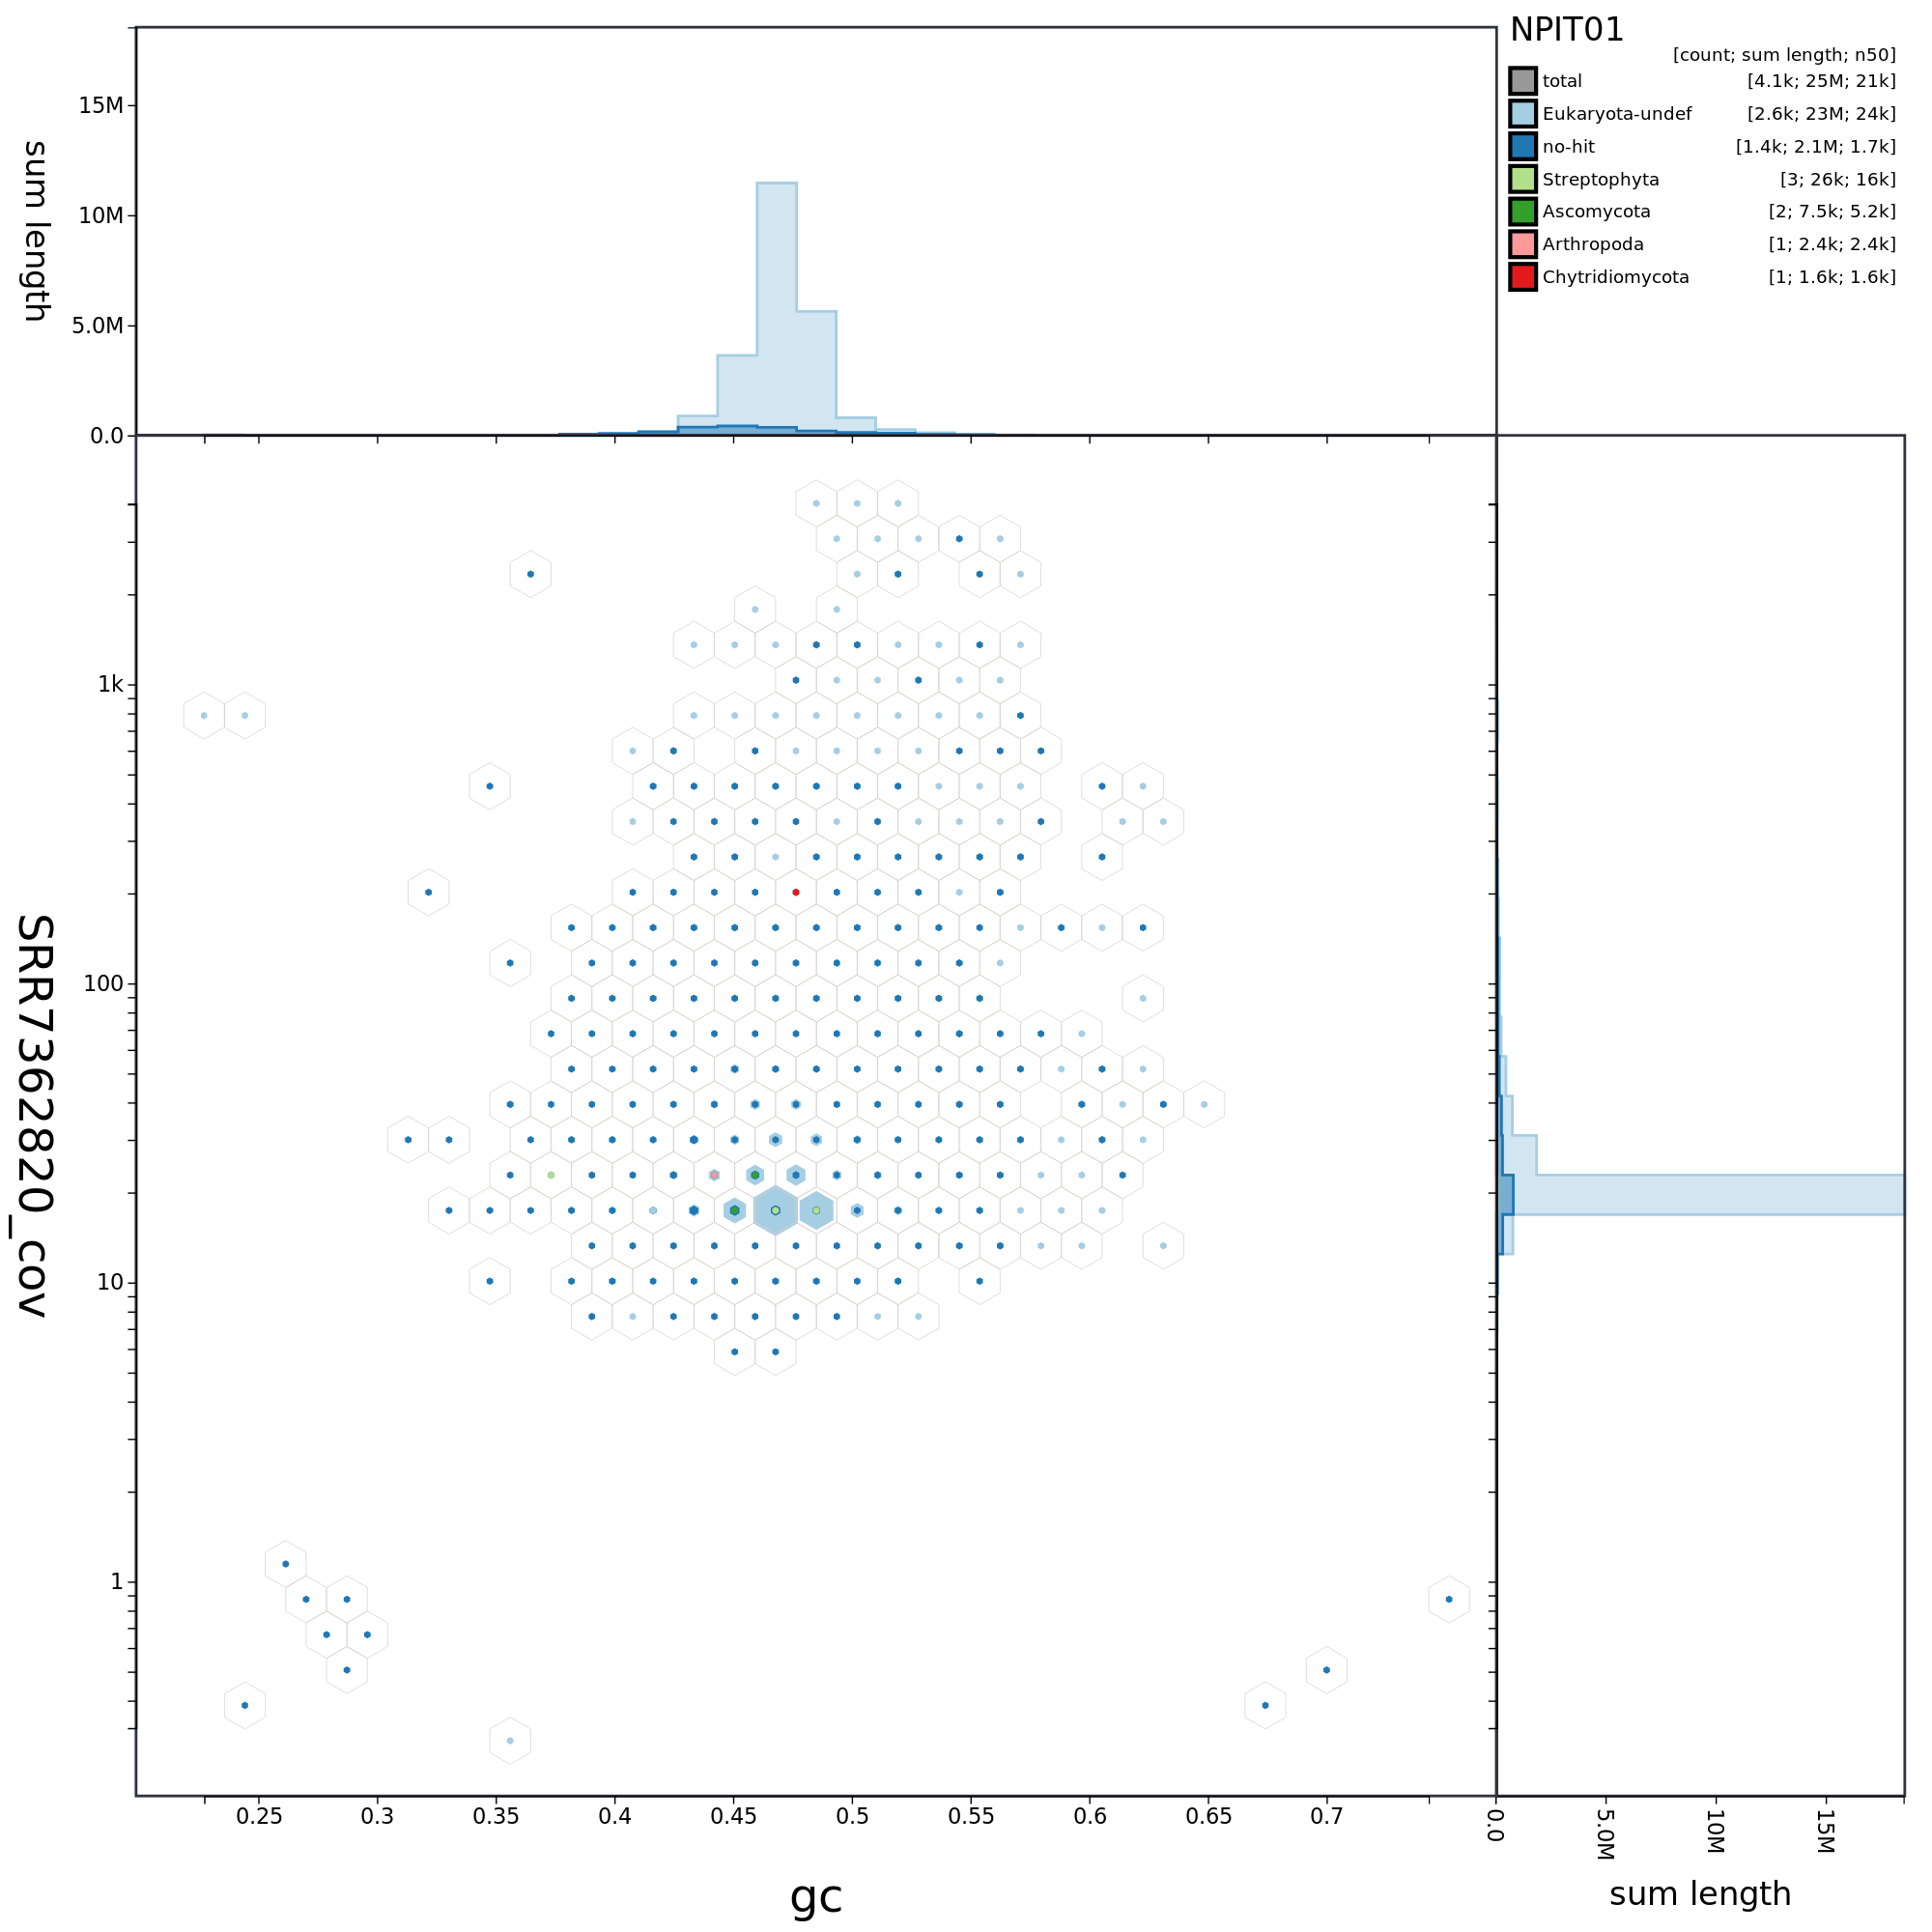 NPIT01
[count; sum length; n50]
total [4.1k; 25M; 21k]
Eukaryota-undef [2.6k; 23M; 24k]
no-hit [1.4k; 2.1M; 1.7k]
Streptophyta [3; 26k; 16k]
Ascomycota [2; 7.5k; 5.2k]
Arthropoda [1; 2.4k; 2.4k]
Chytridiomycota [1; 1.6k; 1.6k]
sum length
15M
10M
5.0M
0.0
SRR7362820_cov
1k
100
10
1
0.25 0.3 0.35 0.4 0.45 0.5 0.55 0.6 0.65 0.7
gc
0.0 5.0M 10M 15M
sum length